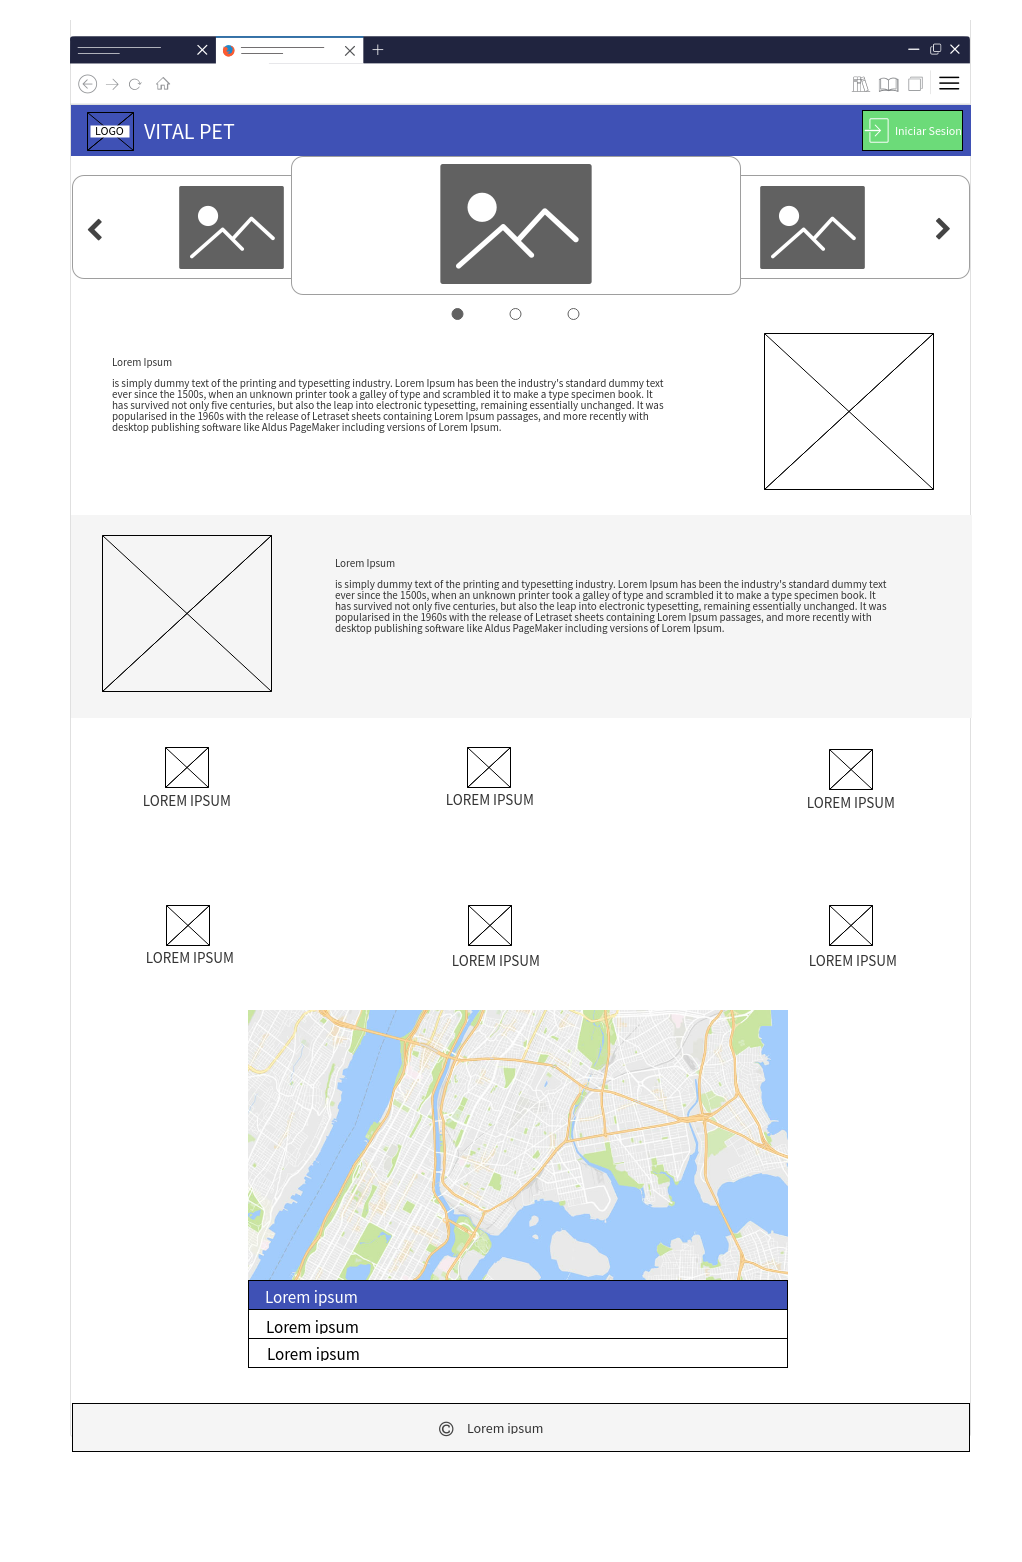 LOGO
VITAL PET
Iniciar Sesion
Lorem Ipsum
is simply dummy text of the printing and typesetting industry. Lorem Ipsum has been the industry's standard dummy text
ever since the 1500s, when an unknown printer took a galley of type and scrambled it to make a type specimen book. It
has survived not only five centuries, but also the leap into electronic typesetting, remaining essentially unchanged. It was
popularised in the 1960s with the release of Letraset sheets containing Lorem Ipsum passages, and more recently with
desktop publishing software like Aldus PageMaker including versions of Lorem Ipsum.
Lorem Ipsum
is simply dummy text of the printing and typesetting industry. Lorem Ipsum has been the industry's standard dummy text
ever since the 1500s, when an unknown printer took a galley of type and scrambled it to make a type specimen book. It
has survived not only five centuries, but also the leap into electronic typesetting, remaining essentially unchanged. It was
popularised in the 1960s with the release of Letraset sheets containing Lorem Ipsum passages, and more recently with
desktop publishing software like Aldus PageMaker including versions of Lorem Ipsum.
LOREM IPSUM
LOREM IPSUM
LOREM IPSUM
LOREM IPSUM
LOREM IPSUM
LOREM IPSUM
Lorem ipsum
Lorem ipsum
Lorem ipsum
© Lorem ipsum